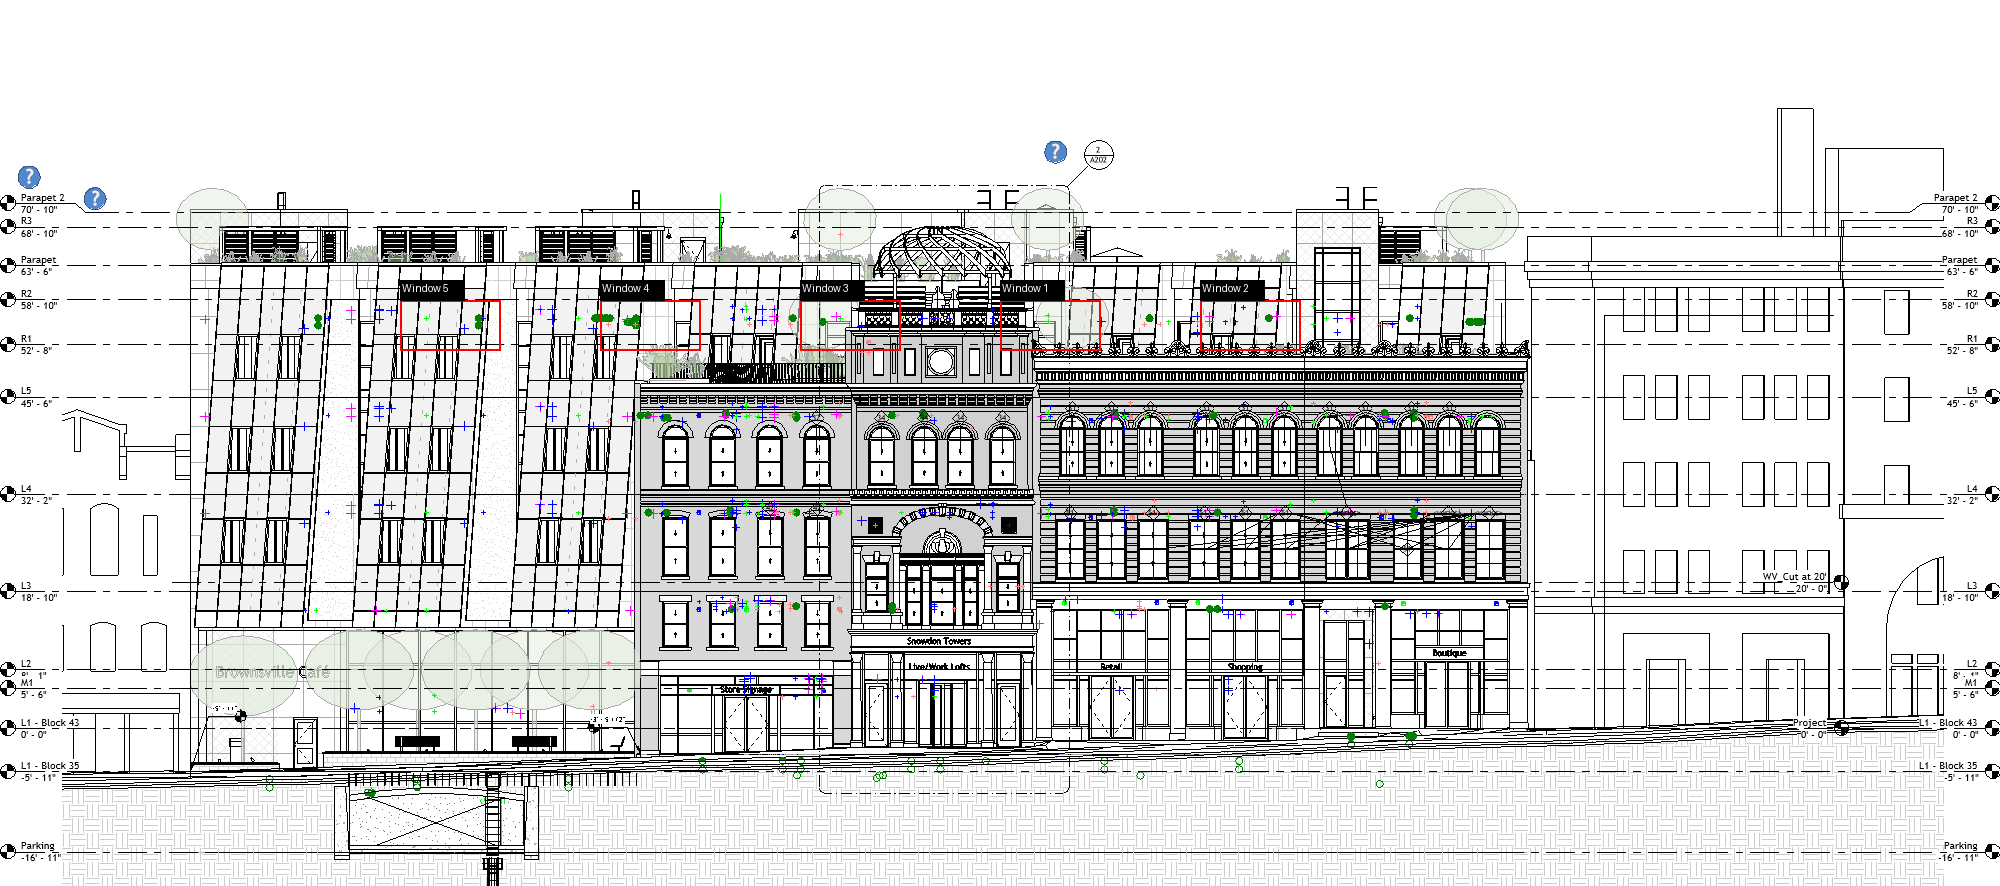 ?
?
?
2
A202
Parapet 2
70' - 10"
R3
68' - 10"
Parapet
63' - 6"
R2
58' - 10"
R1
52' - 8"
L5
45' - 6"
L4
32' - 2"
L3
18' - 10"
L2
8' - 1"
M1
5' - 6"
L1 - Block 43
0' - 0"
L1 - Block 35
-5' - 11"
Parking
-16' - 11"
Window 5
Window 4
Window 3
Window 1
Window 2
Brownsville Café
Snowdon Towers
Live/Work Lofts
Store Signage
Retail
Shopping
Boutique
Parapet 2
70' - 10"
R3
68' - 10"
Parapet
63' - 6"
R2
58' - 10"
R1
52' - 8"
L5
45' - 6"
L4
32' - 2"
WV_Cut at 20'
20' - 0"
L3
18' - 10"
L2
8' - 1"
M1
5' - 6"
Project
0' - 0"
L1 - Block 43
0' - 0"
L1 - Block 35
-5' - 11"
Parking
-16' - 11"